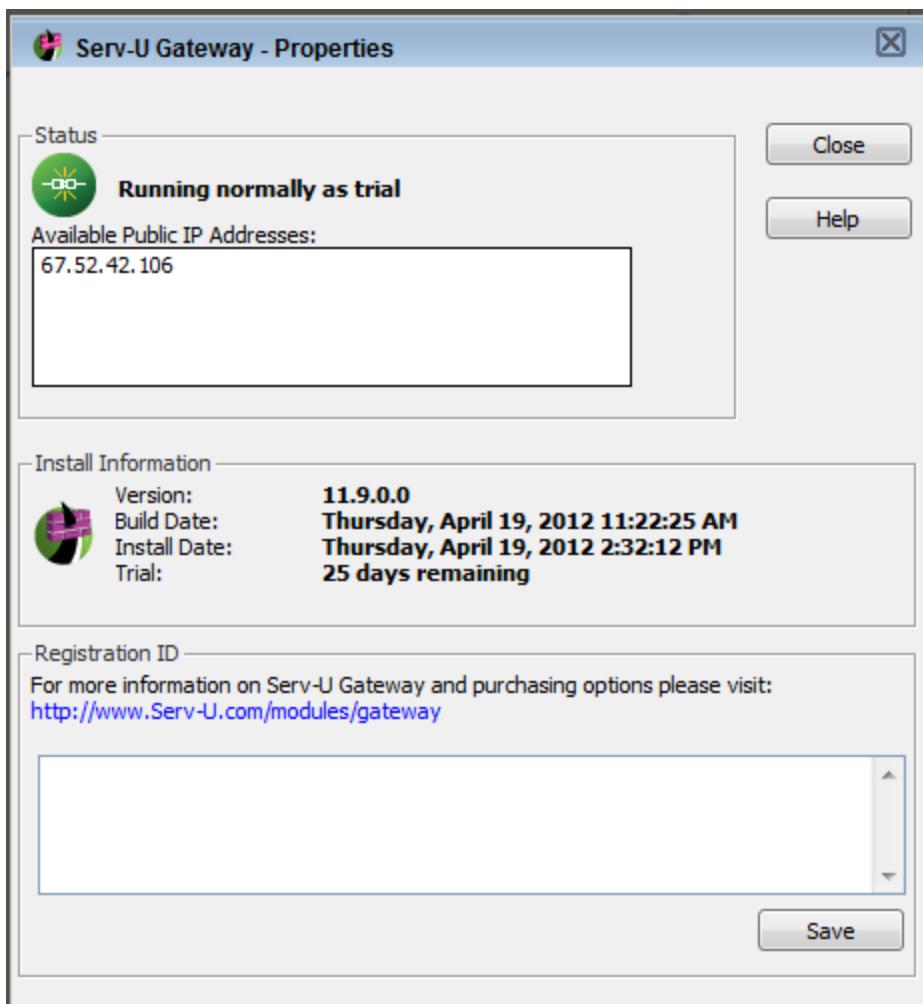 Serv-U Gateway - Properties
Status
Close
Running normally as trial
Help
Available Public IP Addresses:
67.52.42.106
Install Information
Version: 11.9.0.0
Build Date: Thursday, April 19, 2012 11:22:25 AM
Install Date: Thursday, April 19, 2012 2:32:12 PM
Trial: 25 days remaining
Registration ID
For more information on Serv-U Gateway and purchasing options please visit:
http://www.Serv-U.com/modules/gateway
Save